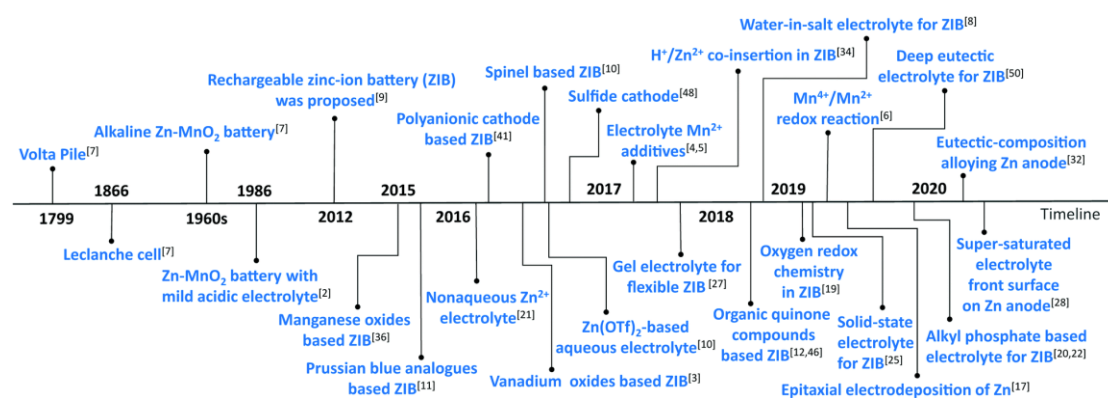 Volta Pile[7]
Alkaline Zn-MnO2 battery[7]
Rechargeable zinc-ion battery (ZIB)
was proposed[9]
Polyanionic cathode
based ZIB[41]
Spinel based ZIB[10]
Sulfide cathode[48]
Electrolyte Mn2+
additives[4,5]
H+/Zn2+ co-insertion in ZIB[34]
Water-in-salt electrolyte for ZIB[8]
Mn4+/Mn2+
redox reaction[6]
Deep eutectic
electrolyte for ZIB[50]
Eutectic-composition
alloying Zn anode[32]
1866
1986
2015
2017
2019
2020
1799
1960s
2012
2016
2018
Timeline
Leclanche cell[7]
Zn-MnO2 battery with
mild acidic electrolyte[2]
Manganese oxides
based ZIB[36]
Prussian blue analogues
based ZIB[11]
Nonaqueous Zn2+
electrolyte[21]
Vanadium oxides based ZIB[3]
Zn(OTf)2-based
aqueous electrolyte[10]
Gel electrolyte for
flexible ZIB [27]
Organic quinone
compounds
based ZIB[12,46]
Oxygen redox
chemistry
in ZIB[19]
Solid-state
electrolyte
for ZIB[25]
Epitaxial electrodeposition of Zn[17]
Alkyl phosphate based
electrolyte for ZIB[20,22]
Super-saturated
electrolyte
front surface
on Zn anode[28]